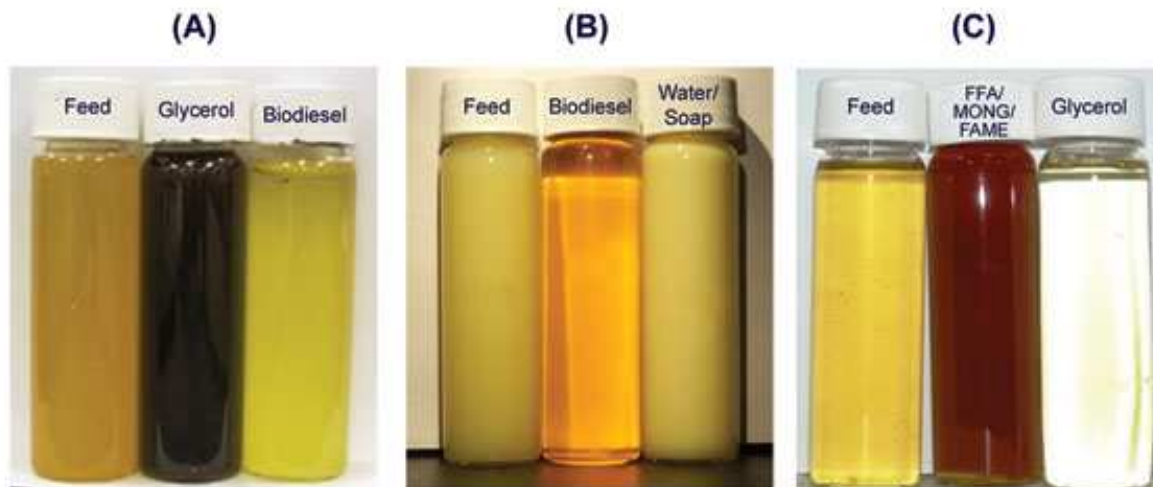 (A)
(B)
(C)
Feed
Glycerol
Biodiesel
Feed
Biodiesel
Water/
Soap
Feed
FFA/
MONG/
FAME
Glycerol